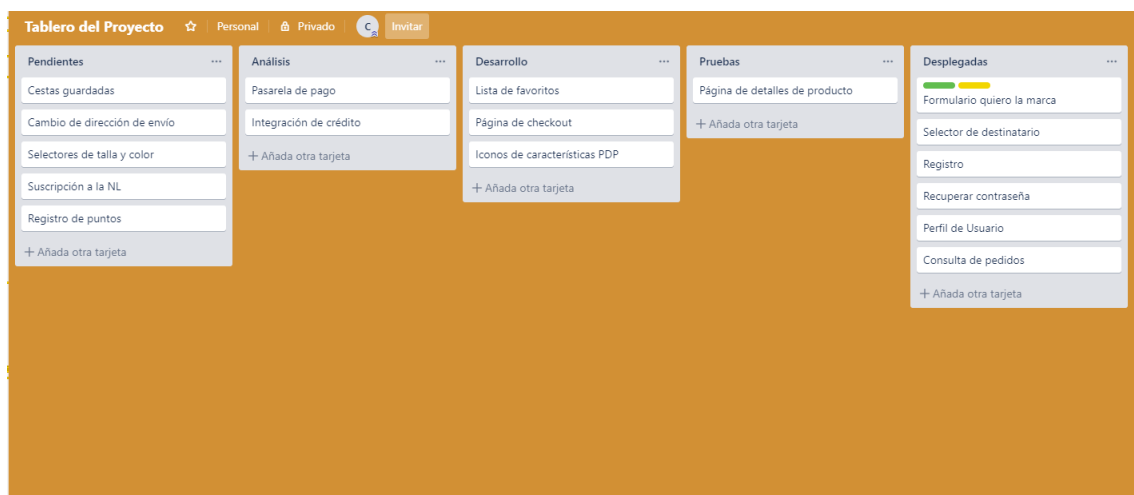 Tablero del Proyecto Personal Privado C Invitar
Pendientes
Cestas guardadas
Cambio de dirección de envío
Selectores de talla y color
Suscripción a la NL
Registro de puntos
+ Añada otra tarjeta
Análisis
Pasarela de pago
Integración de crédito
+ Añada otra tarjeta
Desarrollo
Lista de favoritos
Página de checkout
Iconos de características PDP
+ Añada otra tarjeta
Pruebas
Página de detalles de producto
+ Añada otra tarjeta
Desplegadas
Formulario quiero la marca
Selector de destinatario
Registro
Recuperar contraseña
Perfil de Usuario
Consulta de pedidos
+ Añada otra tarjeta